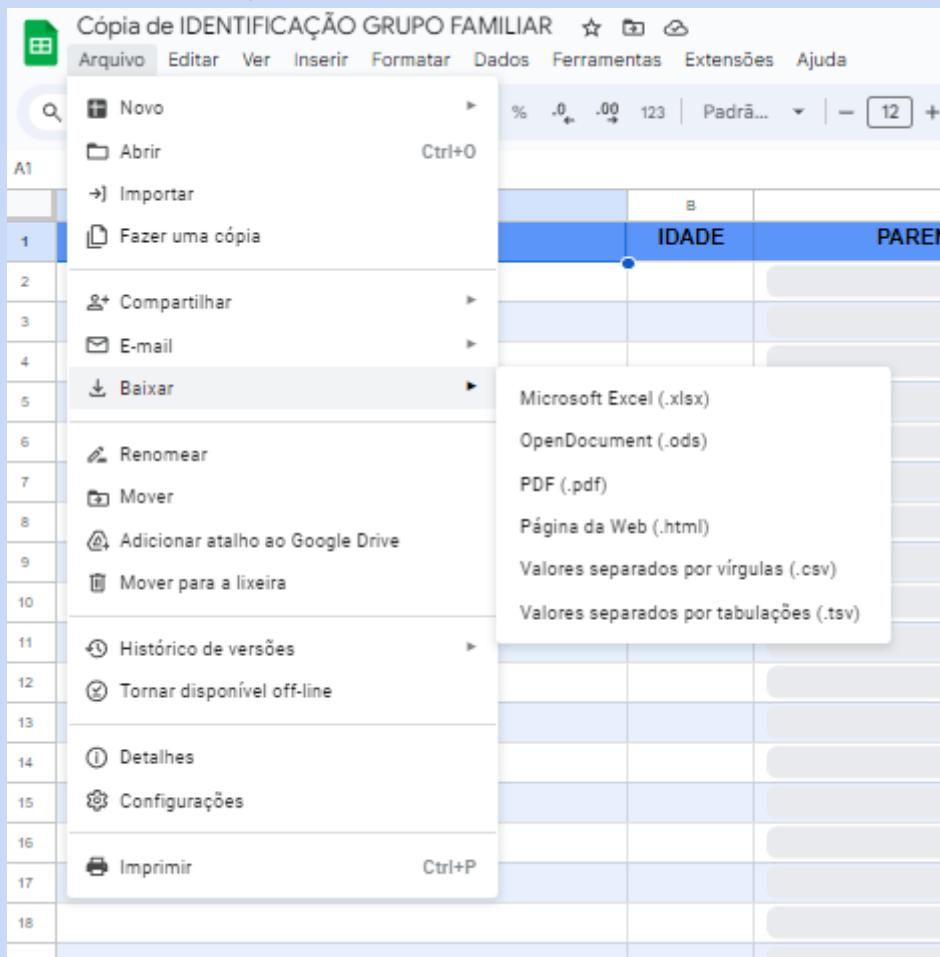 Cópia de IDENTIFICAÇÃO GRUPO FAMILIAR
Arquivo Editar Ver Inserir Formatar Dados Ferramentas Extensões Ajuda
% .0 .00 123 Padrã... 12
A1
B
1 IDADE PAREN
2
3
4
5
6
7
8
9
10
11
12
13
14
15
16
17
18
Novo
Abrir Ctrl+O
Importar
Fazer uma cópia
Compartilhar
E-mail
Baixar
Renomear
Mover
Adicionar atalho ao Google Drive
Mover para a lixeira
Histórico de versões
Tornar disponível off-line
Detalhes
Configurações
Imprimir Ctrl+P
Microsoft Excel (.xlsx)
OpenDocument (.ods)
PDF (.pdf)
Página da Web (.html)
Valores separados por vírgulas (.csv)
Valores separados por tabulações (.tsv)